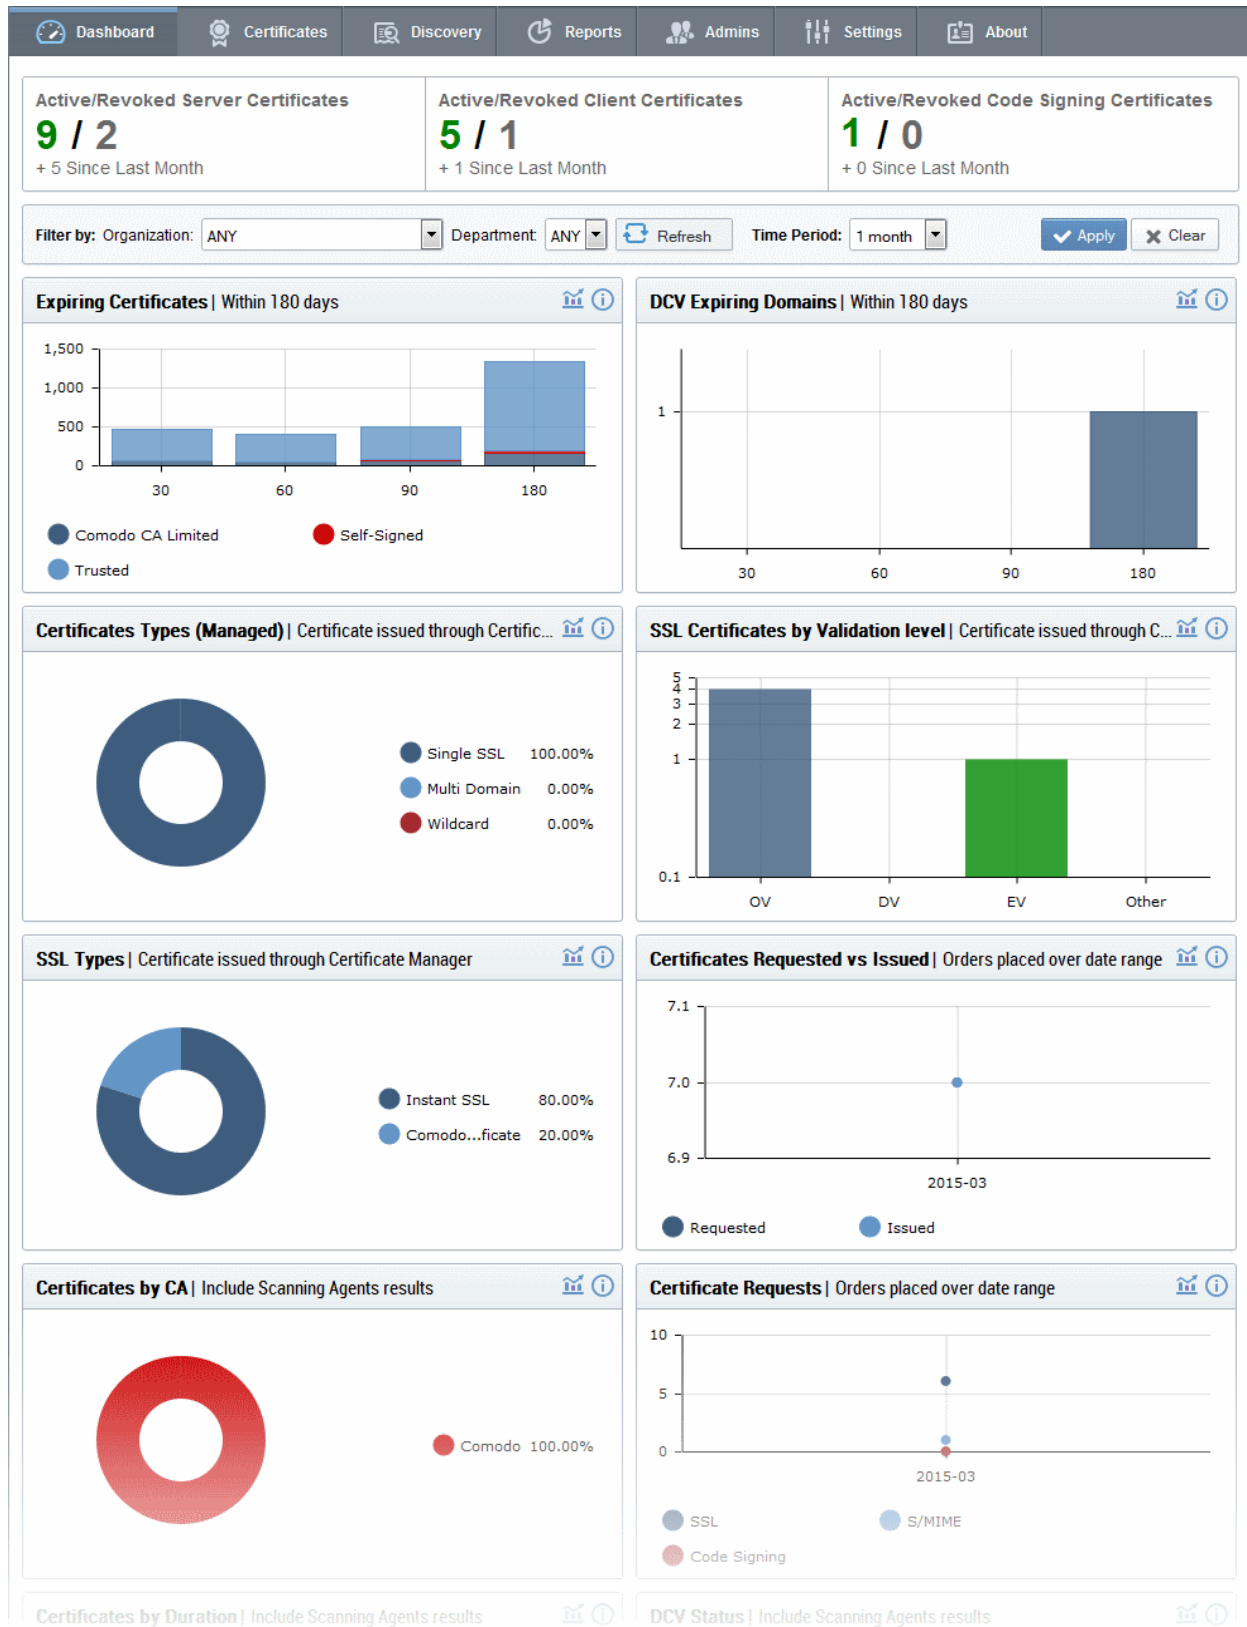 Dashboard Certificates Discovery Reports Admins Settings About
Active/Revoked Server Certificates
9 / 2
+ 5 Since Last Month
Active/Revoked Client Certificates
5 / 1
+ 1 Since Last Month
Active/Revoked Code Signing Certificates
1 / 0
+ 0 Since Last Month
Filter by: Organization: ANY Department: ANY Refresh Time Period: 1 month Apply Clear
Expiring Certificates | Within 180 days
1,500
1,000
500
0
30 60 90 180
Comodo CA Limited Self-Signed
Trusted
DCV Expiring Domains | Within 180 days
1
30 60 90 180
Certificates Types (Managed) | Certificate issued through Certific...
Single SSL 100.00%
Multi Domain 0.00%
Wildcard 0.00%
SSL Certificates by Validation level | Certificate issued through C...
5
4
3
2
1
0.1
OV DV EV Other
SSL Types | Certificate issued through Certificate Manager
Instant SSL 80.00%
Comodo...ficate 20.00%
Certificates Requested vs Issued | Orders placed over date range
7.1
7.0
6.9
2015-03
Requested Issued
Certificates by CA | Include Scanning Agents results
Comodo 100.00%
Certificate Requests | Orders placed over date range
10
5
0
2015-03
SSL S/MIME
Code Signing
Certificates by Duration | Include Scanning Agents results
DCV Status | Include Scanning Agents results